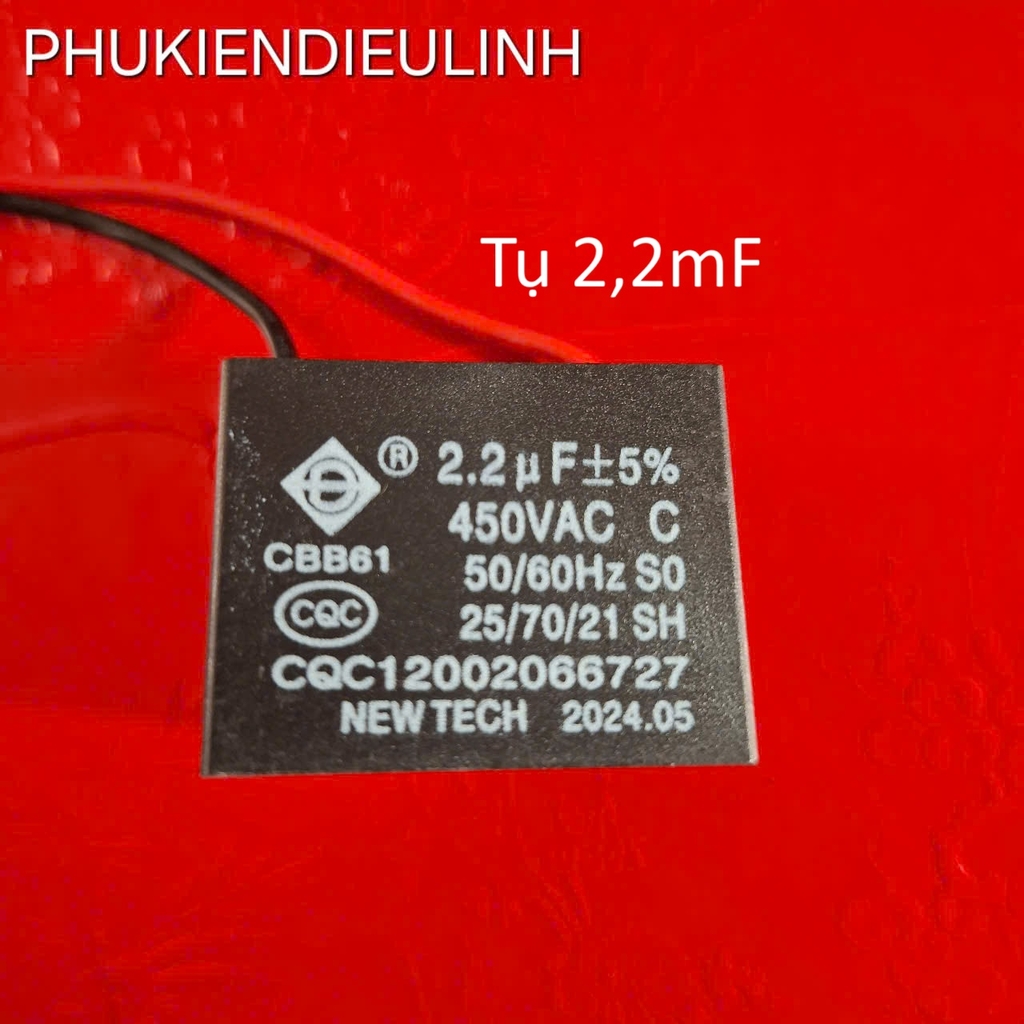 PHUKIENDIEULINH
Tụ 2,2mF
® 2.2μF±5%
450VAC C
CBB61
50/60Hz S0
CQC
25/70/21 SH
CQC12002066727
NEW TECH 2024.05